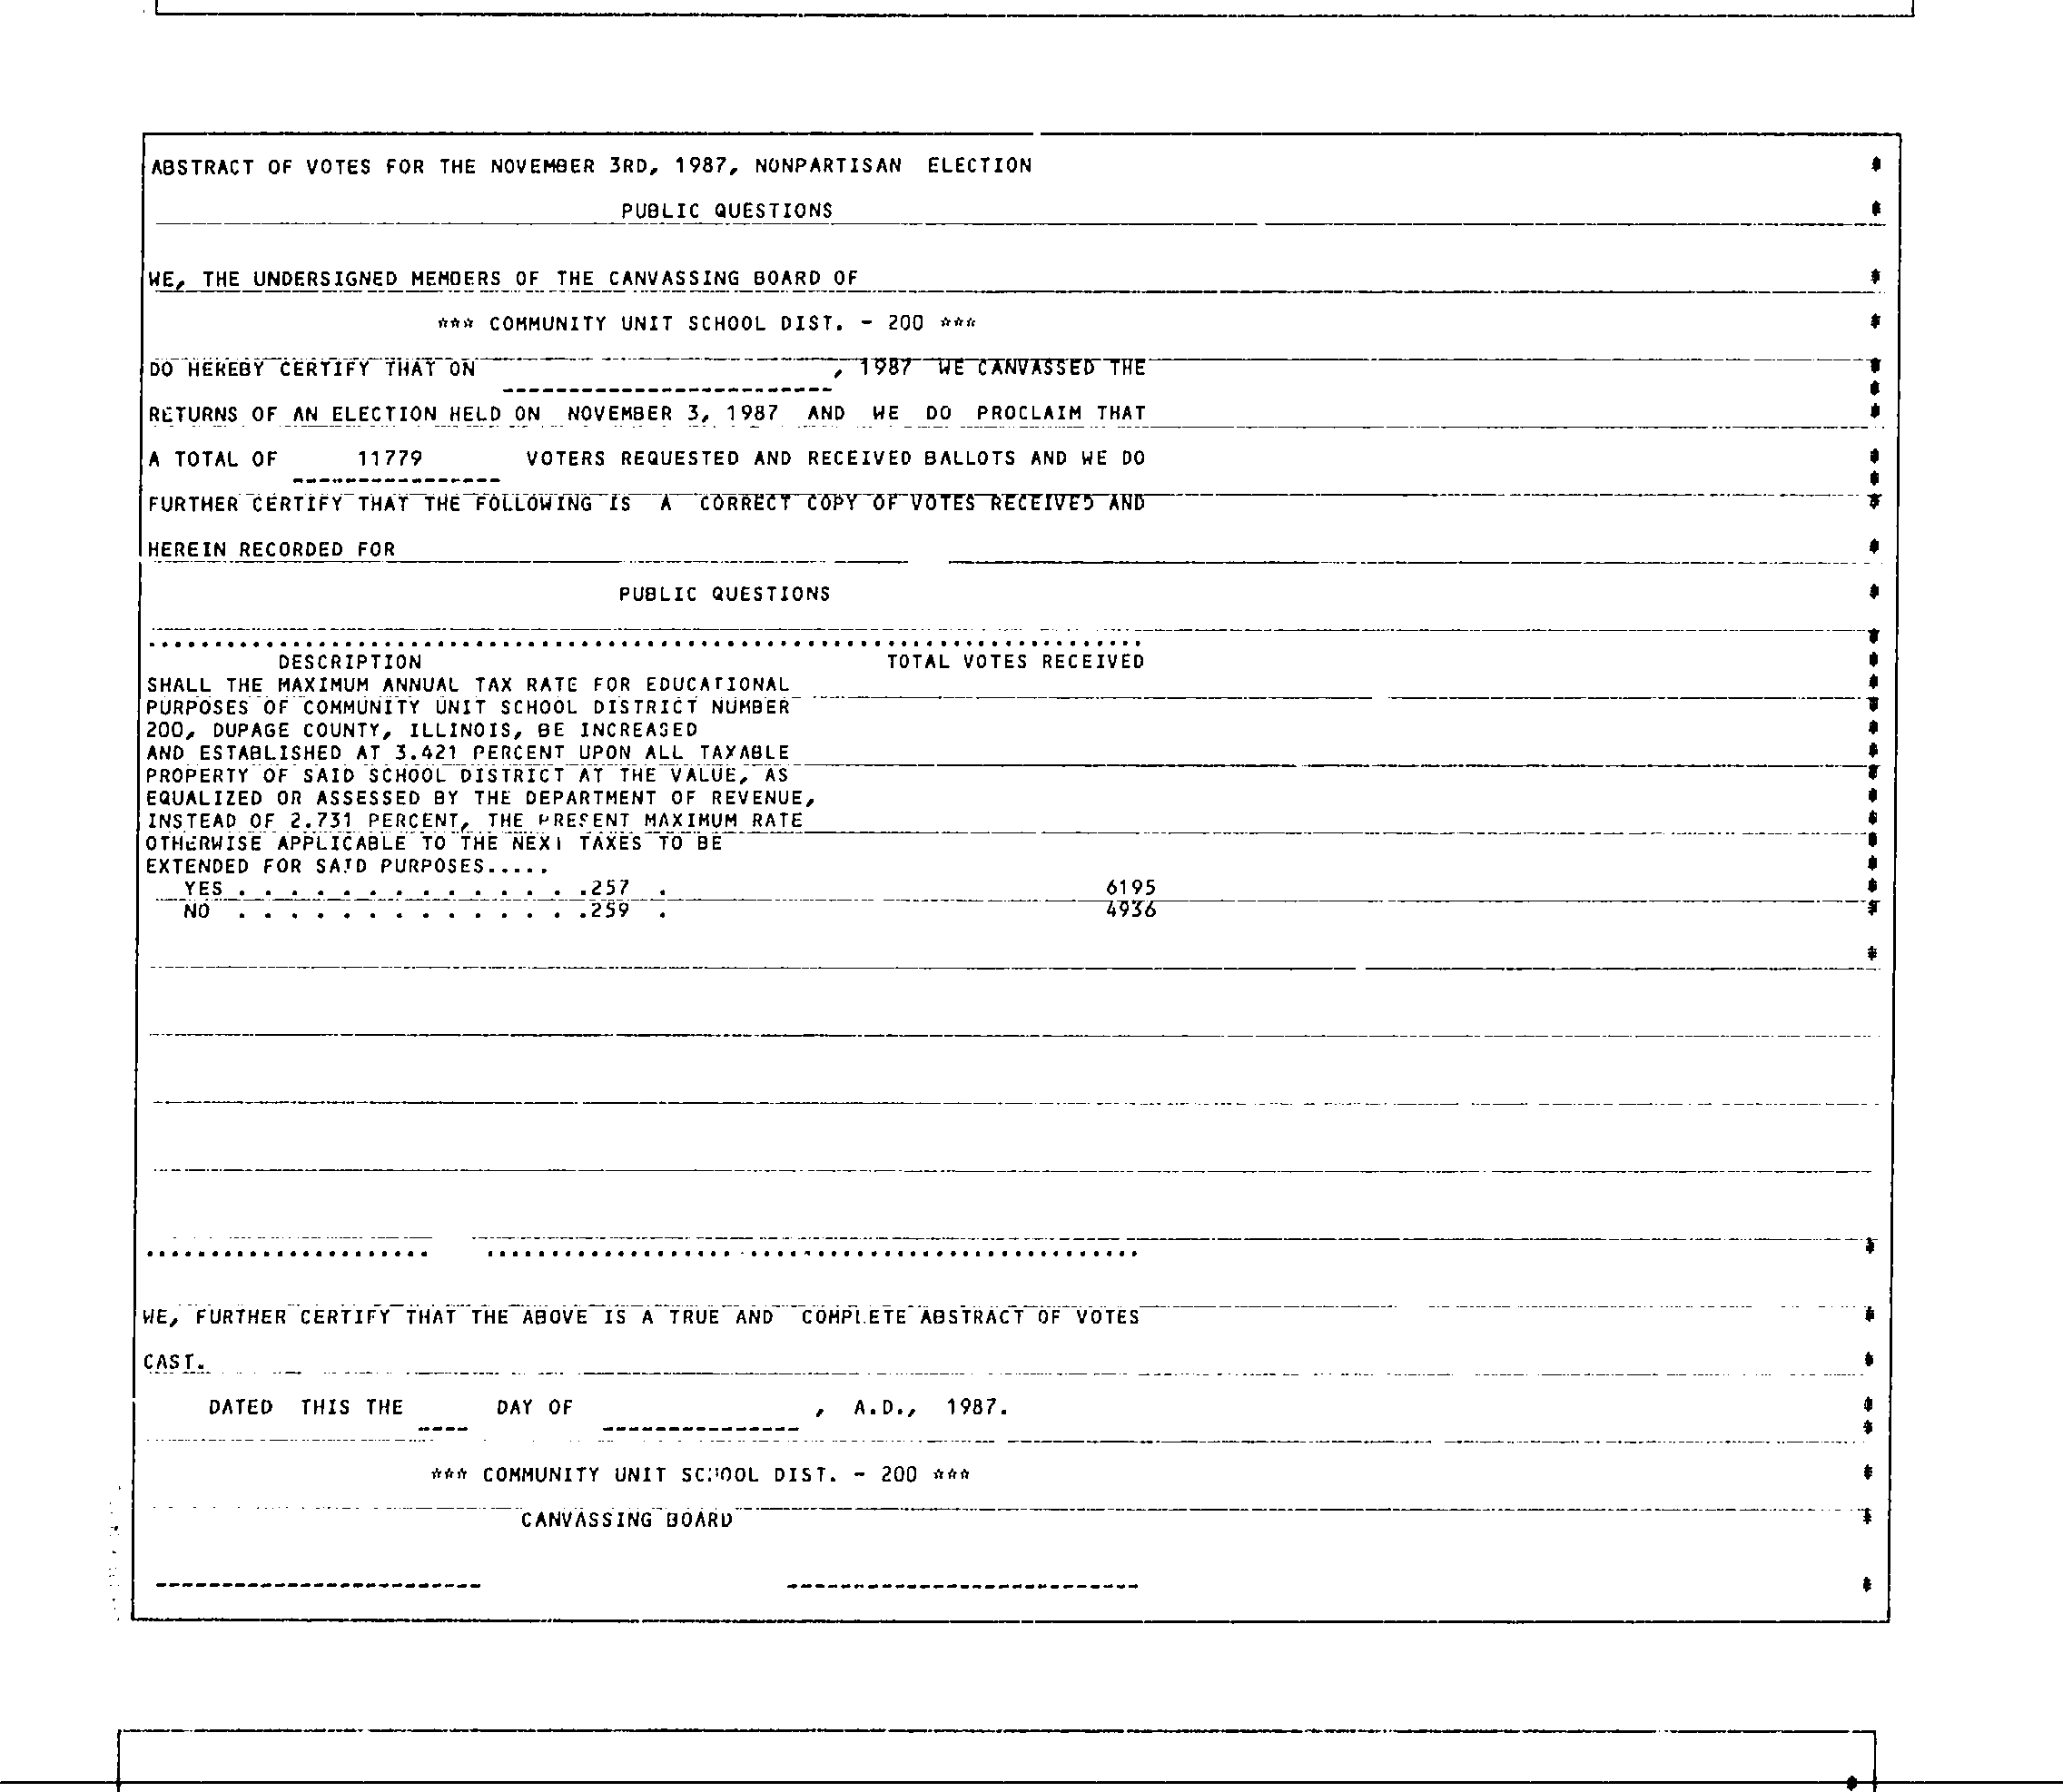 ABSTRACT OF VOTES FOR THE NOVEMBER 3RD, 1987, NONPARTISAN ELECTION
PUBLIC QUESTIONS
WE, THE UNDERSIGNED MEMBERS OF THE CANVASSING BOARD OF
*** COMMUNITY UNIT SCHOOL DIST. - 200 ***
DO HEREBY CERTIFY THAT ON , 1987 WE CANVASSED THE
RETURNS OF AN ELECTION HELD ON NOVEMBER 3, 1987 AND WE DO PROCLAIM THAT
A TOTAL OF 11779 VOTERS REQUESTED AND RECEIVED BALLOTS AND WE DO
FURTHER CERTIFY THAT THE FOLLOWING IS A CORRECT COPY OF VOTES RECEIVED AND
HEREIN RECORDED FOR
PUBLIC QUESTIONS
DESCRIPTION TOTAL VOTES RECEIVED
SHALL THE MAXIMUM ANNUAL TAX RATE FOR EDUCATIONAL
PURPOSES OF COMMUNITY UNIT SCHOOL DISTRICT NUMBER
200, DUPAGE COUNTY, ILLINOIS, BE INCREASED
AND ESTABLISHED AT 3.421 PERCENT UPON ALL TAXABLE
PROPERTY OF SAID SCHOOL DISTRICT AT THE VALUE, AS
EQUALIZED OR ASSESSED BY THE DEPARTMENT OF REVENUE,
INSTEAD OF 2.731 PERCENT, THE PRESENT MAXIMUM RATE
OTHERWISE APPLICABLE TO THE NEXT TAXES TO BE
EXTENDED FOR SAID PURPOSES.....
YES . . . . . . . . . . . . . .257 . 6195
NO . . . . . . . . . . . . . .259 . 4936
WE, FURTHER CERTIFY THAT THE ABOVE IS A TRUE AND COMPLETE ABSTRACT OF VOTES
CAST.
DATED THIS THE ---- DAY OF --------------- , A.D., 1987.
*** COMMUNITY UNIT SCHOOL DIST. - 200 ***
CANVASSING BOARD